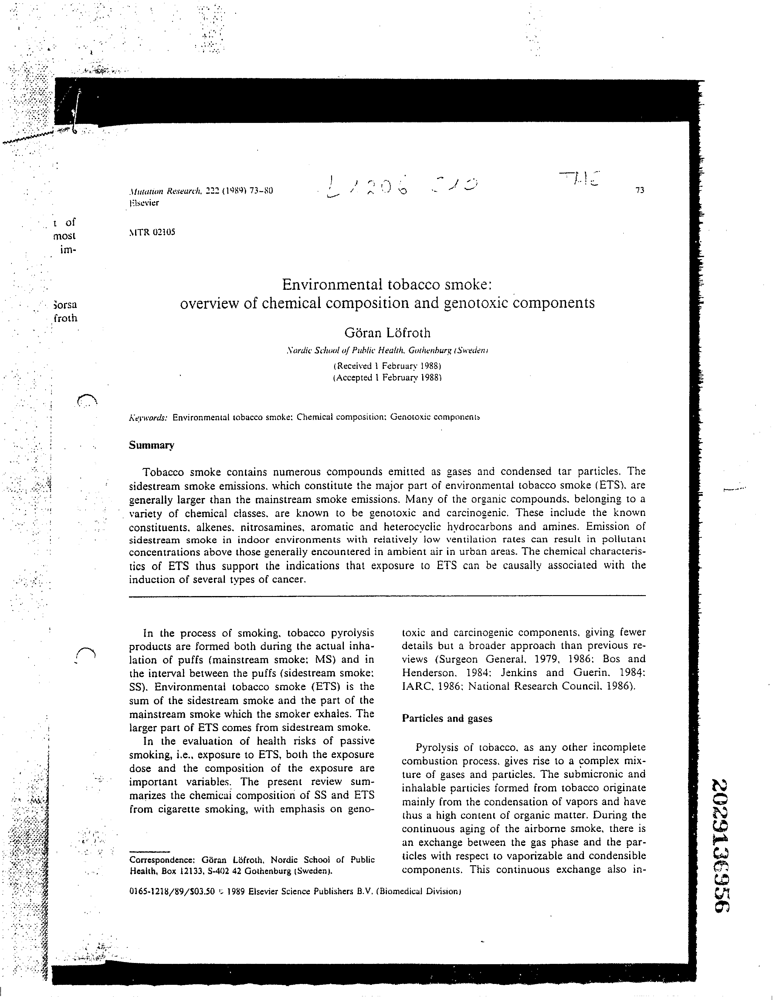 Mutation Research, 222 (1989) 73–80
Elsevier
73
t of
most
im-
MTR 02105
Sorsa
froth
Environmental tobacco smoke:
overview of chemical composition and genotoxic components
Göran Löfroth
Nordic School of Public Health, Gothenburg (Sweden)
(Received 1 February 1988)
(Accepted 1 February 1988)
Keywords: Environmental tobacco smoke; Chemical composition; Genotoxic components
Summary
Tobacco smoke contains numerous compounds emitted as gases and condensed tar particles. The
sidestream smoke emissions, which constitute the major part of environmental tobacco smoke (ETS), are
generally larger than the mainstream smoke emissions. Many of the organic compounds, belonging to a
variety of chemical classes, are known to be genotoxic and carcinogenic. These include the known
constituents, alkenes, nitrosamines, aromatic and heterocyclic hydrocarbons and amines. Emission of
sidestream smoke in indoor environments with relatively low ventilation rates can result in pollutant
concentrations above those generally encountered in ambient air in urban areas. The chemical characteris-
tics of ETS thus support the indications that exposure to ETS can be causally associated with the
induction of several types of cancer.
In the process of smoking, tobacco pyrolysis
products are formed both during the actual inha-
lation of puffs (mainstream smoke; MS) and in
the interval between the puffs (sidestream smoke;
SS). Environmental tobacco smoke (ETS) is the
sum of the sidestream smoke and the part of the
mainstream smoke which the smoker exhales. The
larger part of ETS comes from sidestream smoke.
In the evaluation of health risks of passive
smoking, i.e., exposure to ETS, both the exposure
dose and the composition of the exposure are
important variables. The present review sum-
marizes the chemical composition of SS and ETS
from cigarette smoking, with emphasis on geno-
Correspondence: Göran Löfroth, Nordic School of Public
Health, Box 12133, S-402 42 Gothenburg (Sweden).
0165-1218/89/$03.50 © 1989 Elsevier Science Publishers B.V. (Biomedical Division)
toxic and carcinogenic components, giving fewer
details but a broader approach than previous re-
views (Surgeon General, 1979, 1986; Bos and
Henderson, 1984; Jenkins and Guerin, 1984;
IARC, 1986; National Research Council, 1986).
Particles and gases
Pyrolysis of tobacco, as any other incomplete
combustion process, gives rise to a complex mix-
ture of gases and particles. The submicronic and
inhalable particles formed from tobacco originate
mainly from the condensation of vapors and have
thus a high content of organic matter. During the
continuous aging of the airborne smoke, there is
an exchange between the gas phase and the par-
ticles with respect to vaporizable and condensible
components. This continuous exchange also in-
2029136956